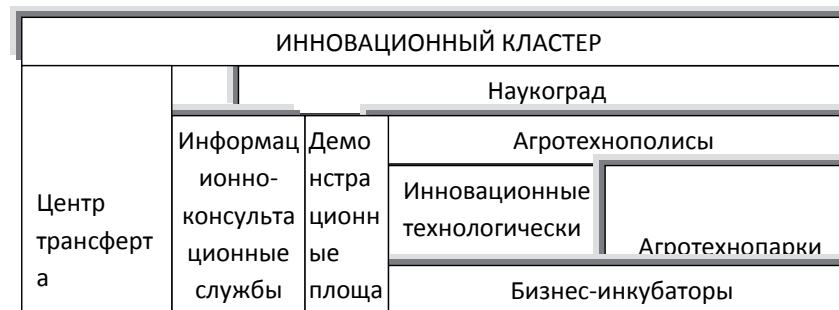 ИННОВАЦИОННЫЙ КЛАСТЕР
Наукоград
Центр
трансферт
а
Информац
ионно-
консульта
ционные
службы
Демо
нстра
ционн
ые
площа
Агротехнополисы
Инновационные
технологически
Агротехнопарки
Бизнес-инкубаторы